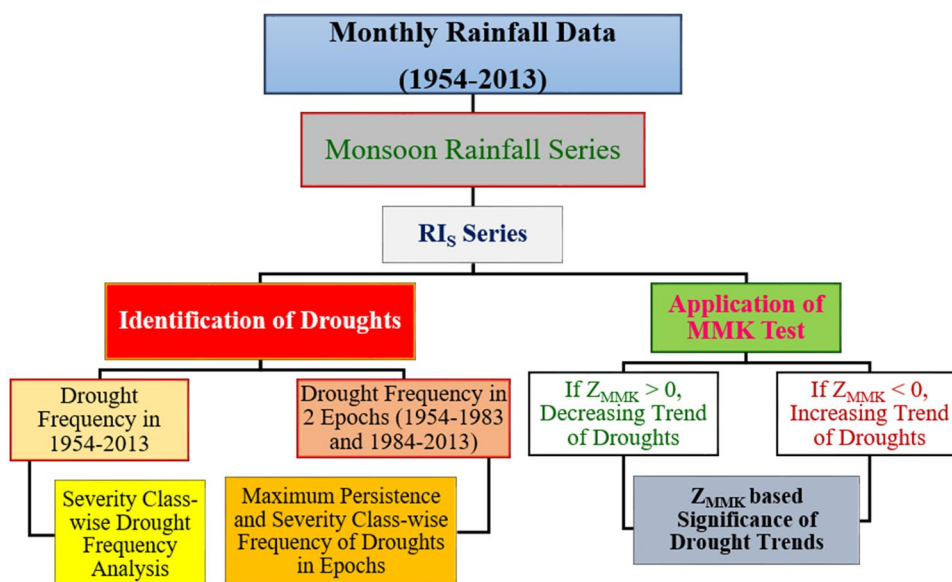 Monthly Rainfall Data
(1954-2013)
Monsoon Rainfall Series
RIS Series
Identification of Droughts
Application of
MMK Test
Drought
Frequency in
1954-2013
Drought Frequency in
2 Epochs (1954-1983
and 1984-2013)
If ZMMK > 0,
Decreasing Trend
of Droughts
If ZMMK < 0,
Increasing Trend
of Droughts
Severity Class-
wise Drought
Frequency
Analysis
Maximum Persistence
and Severity Class-wise
Frequency of Droughts
in Epochs
ZMMK based
Significance of
Drought Trends